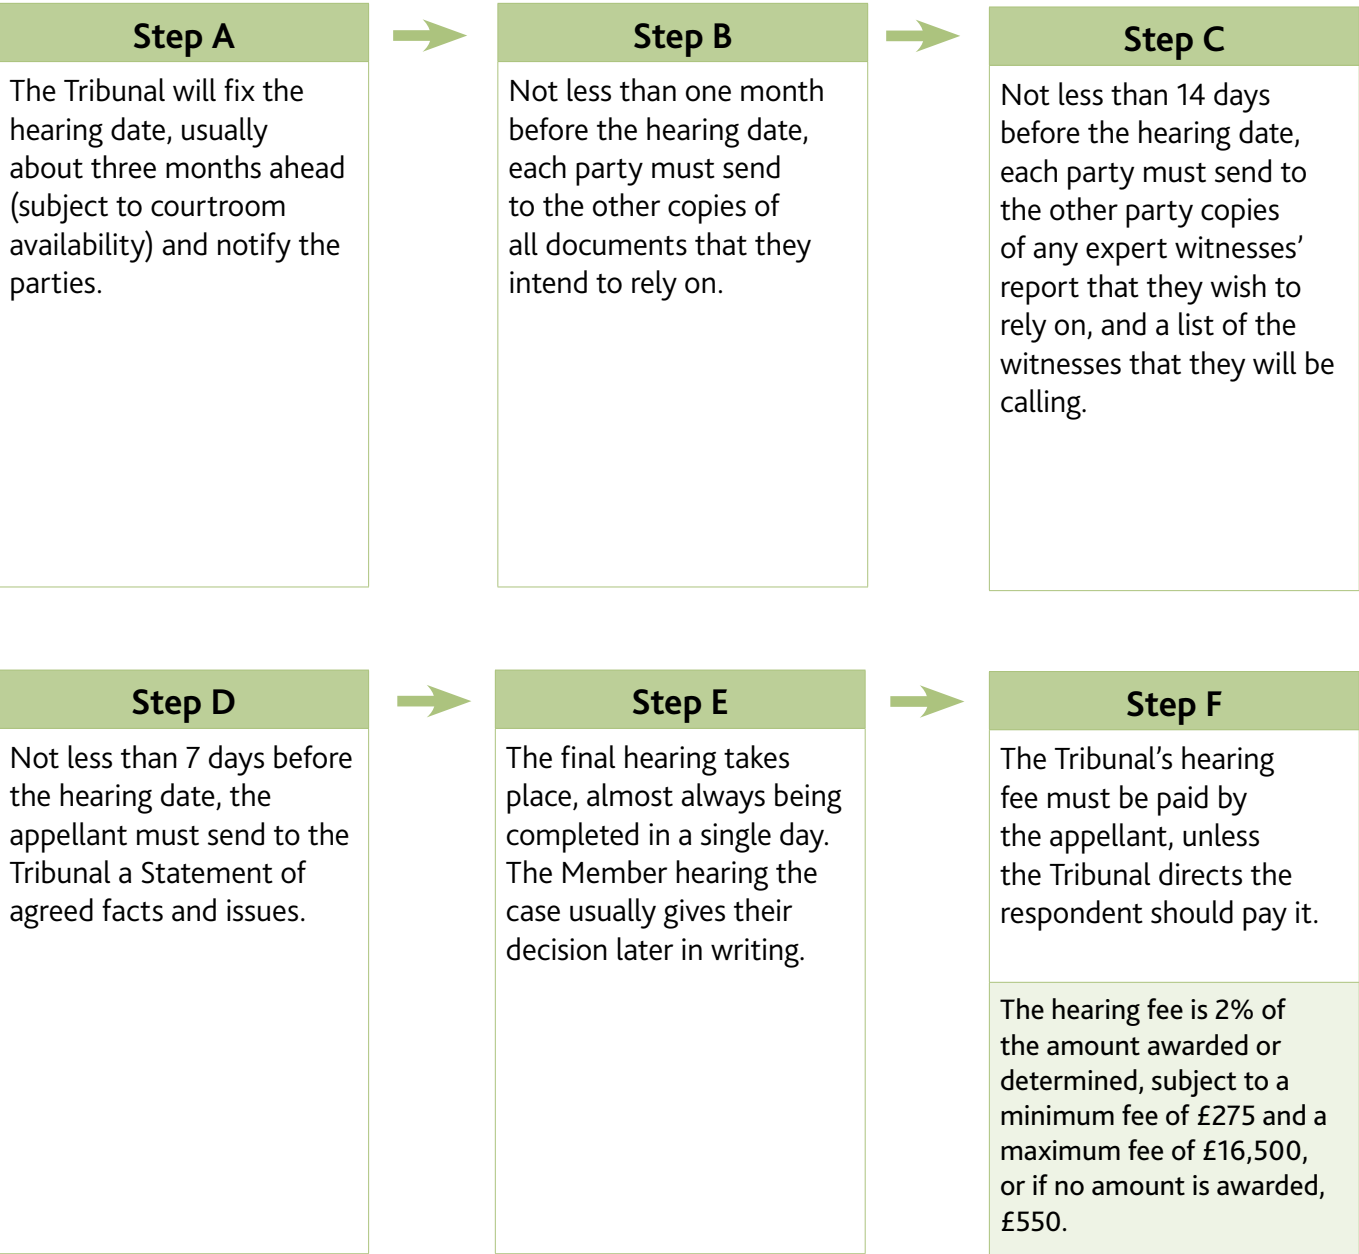 Step A
The Tribunal will fix the
hearing date, usually
about three months ahead
(subject to courtroom
availability) and notify the
parties.
Step B
Not less than one month
before the hearing date,
each party must send
to the other copies of
all documents that they
intend to rely on.
Step C
Not less than 14 days
before the hearing date,
each party must send to
the other party copies
of any expert witnesses’
report that they wish to
rely on, and a list of the
witnesses that they will be
calling.
Step D
Not less than 7 days before
the hearing date, the
appellant must send to the
Tribunal a Statement of
agreed facts and issues.
Step E
The final hearing takes
place, almost always being
completed in a single day.
The Member hearing the
case usually gives their
decision later in writing.
Step F
The Tribunal’s hearing
fee must be paid by
the appellant, unless
the Tribunal directs the
respondent should pay it.
The hearing fee is 2% of
the amount awarded or
determined, subject to a
minimum fee of £275 and a
maximum fee of £16,500,
or if no amount is awarded,
£550.